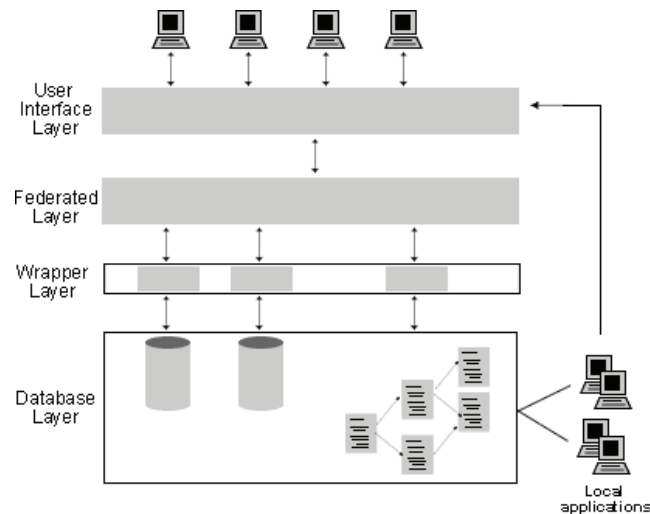 User
Interface
Layer
Federated
Layer
Wrapper
Layer
Database
Layer
Local
applications